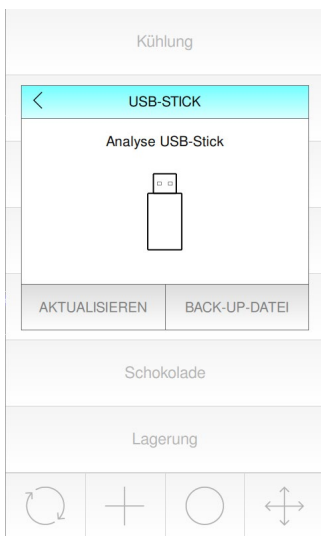 Kühlung
USB-STICK
Analyse USB-Stick
AKTUALISIEREN
BACK-UP-DATEI
Schokolade
Lagerung